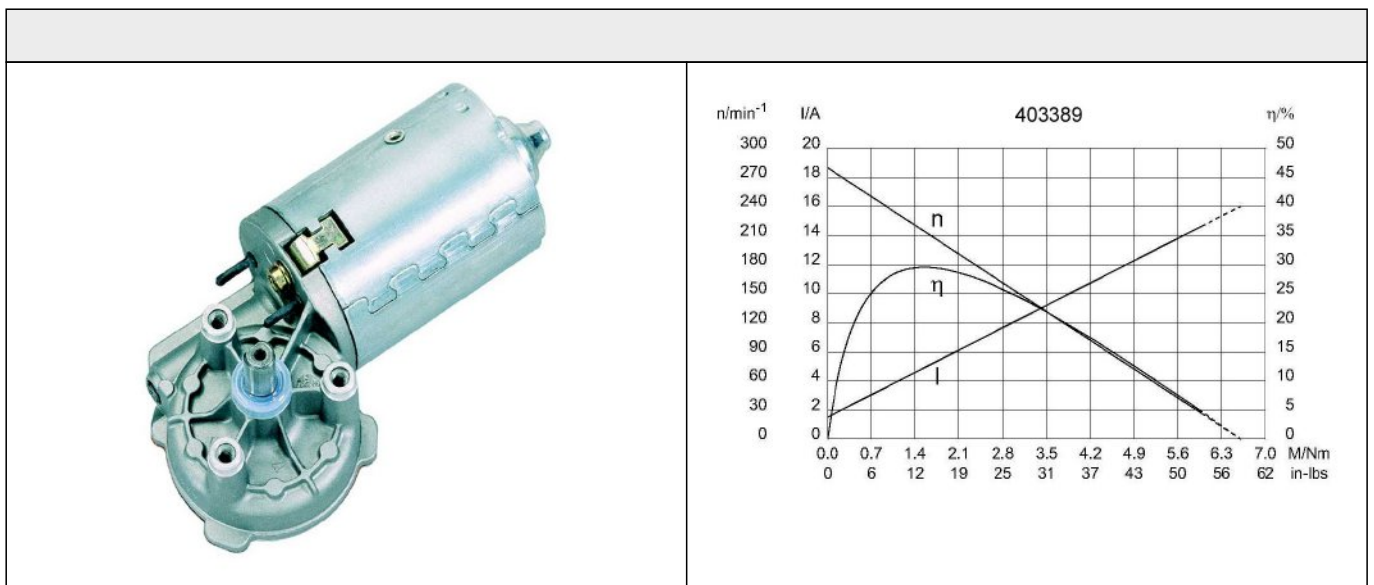 n/min-1 I/A 403389 η/%
300 20 50
270 18 45
240 16 40
210 14 35
180 12 30
150 10 25
120 8 20
90 6 15
60 4 10
30 2 5
0 0 0
n
η
I
0.0 0.7 1.4 2.1 2.8 3.5 4.2 4.9 5.6 6.3 7.0 M/Nm
0 6 12 19 25 31 37 43 50 56 62 in-lbs